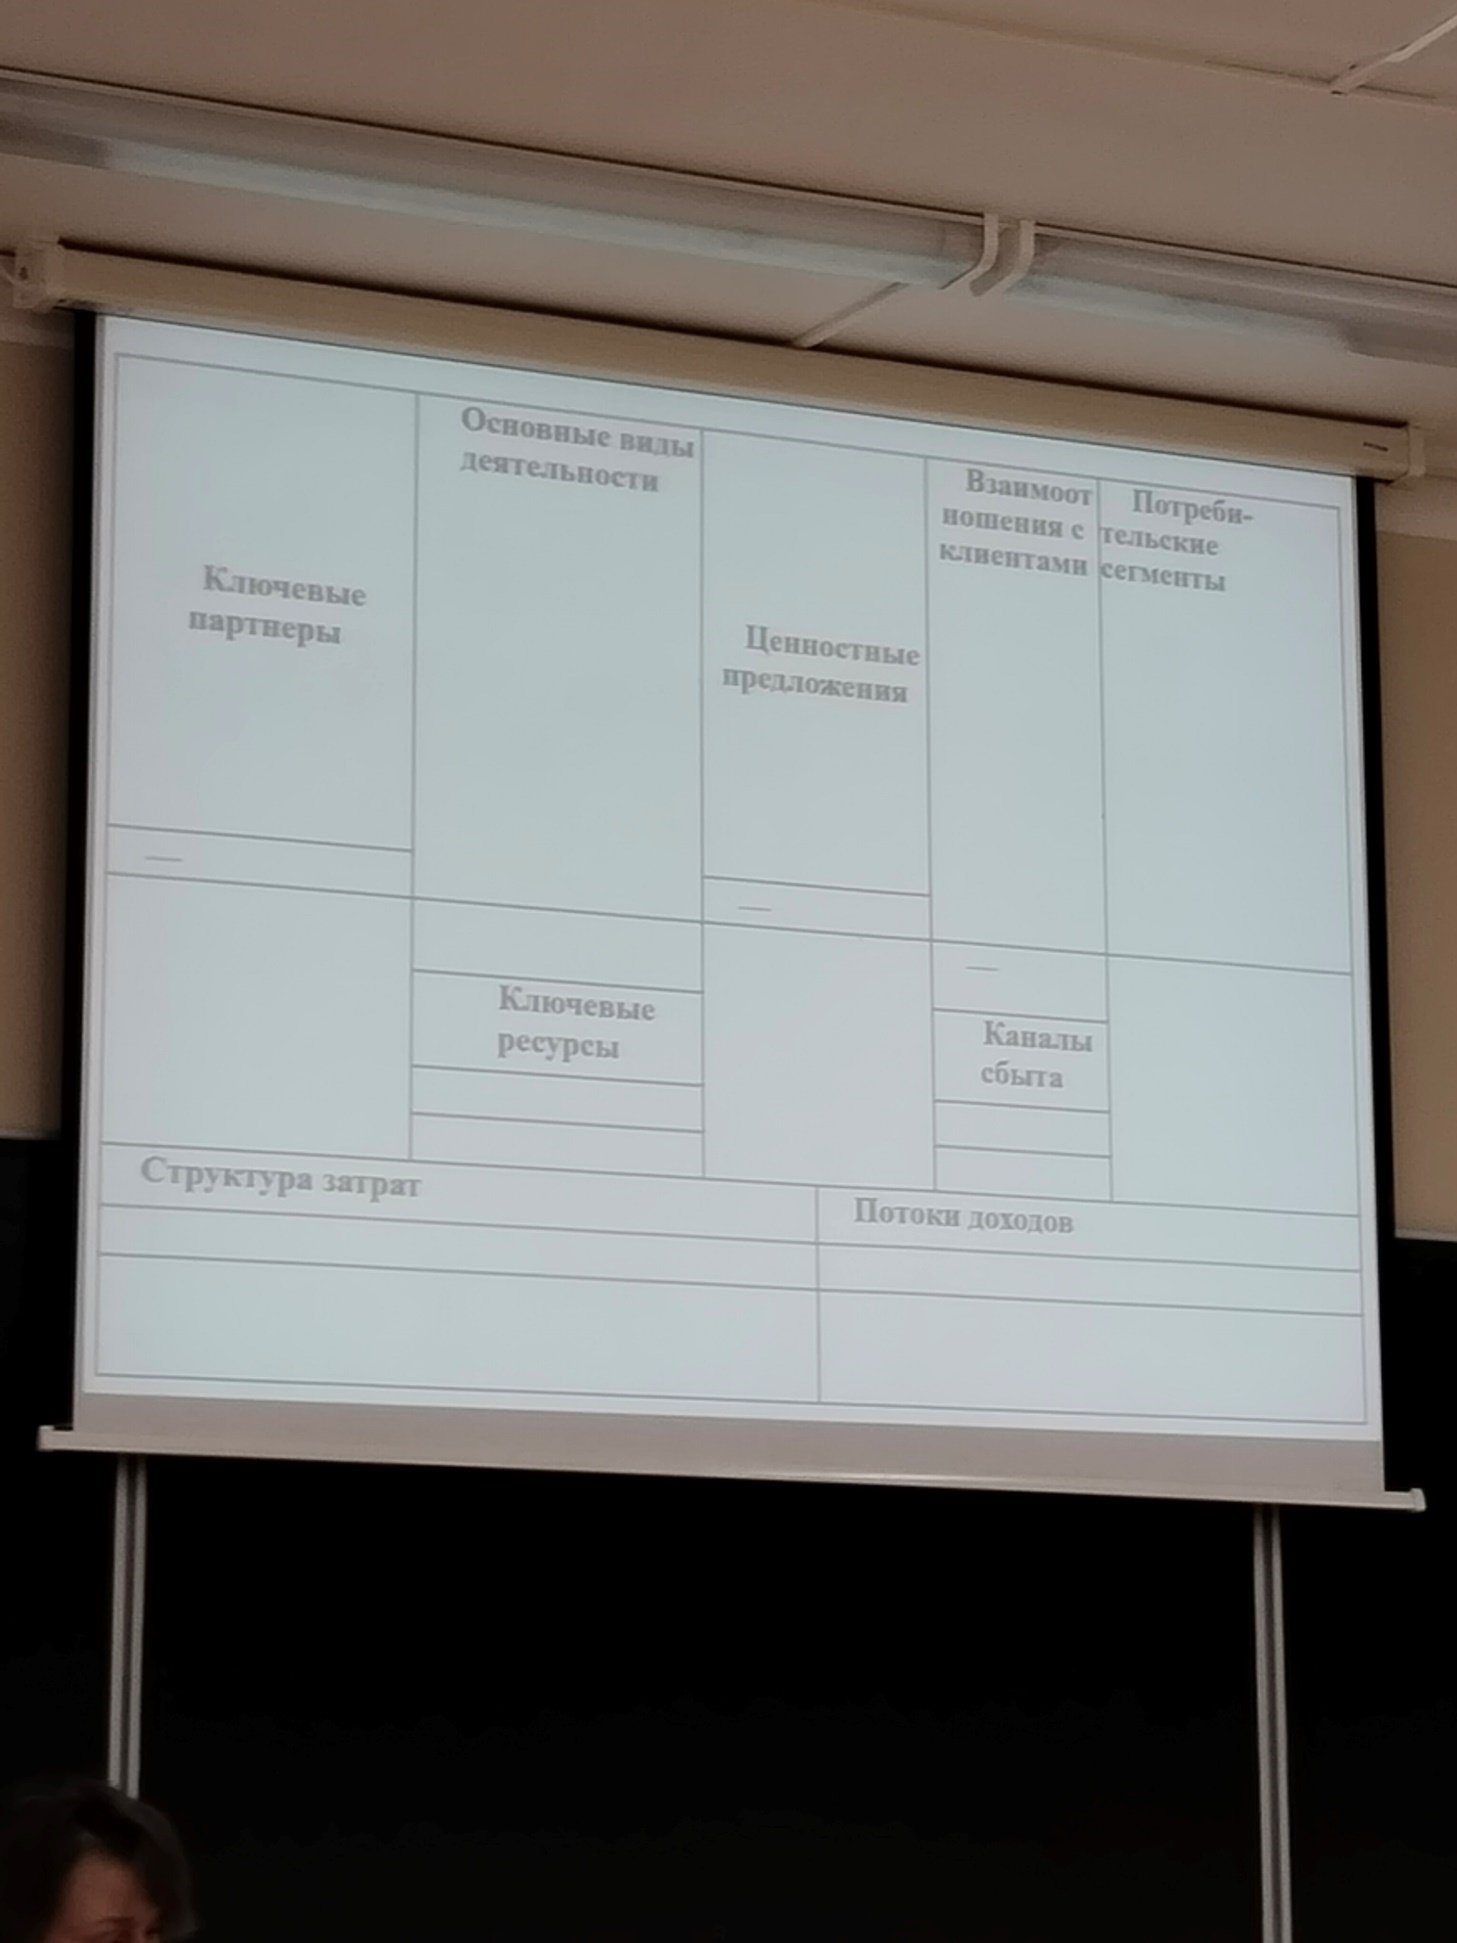 Ключевые
партнеры
Основные виды
деятельности
Ценностные
предложения
Взаимоот
ношения с
клиентами
Потреби-
тельские
сегменты
Ключевые
ресурсы
Каналы
сбыта
Структура затрат
Потоки доходов